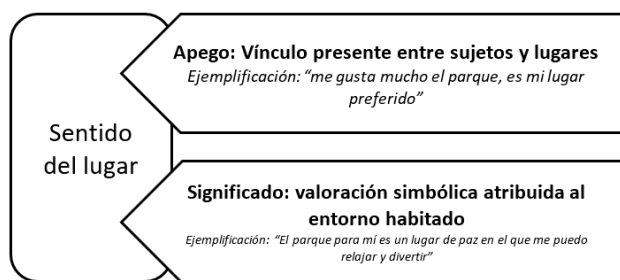 Sentido
del lugar
Apego: Vínculo presente entre sujetos y lugares
Ejemplificación: “me gusta mucho el parque, es mi lugar
preferido”
Significado: valoración simbólica atribuida al
entorno habitado
Ejemplificación: “El parque para mí es un lugar de paz en el que me puedo
relajar y divertir”